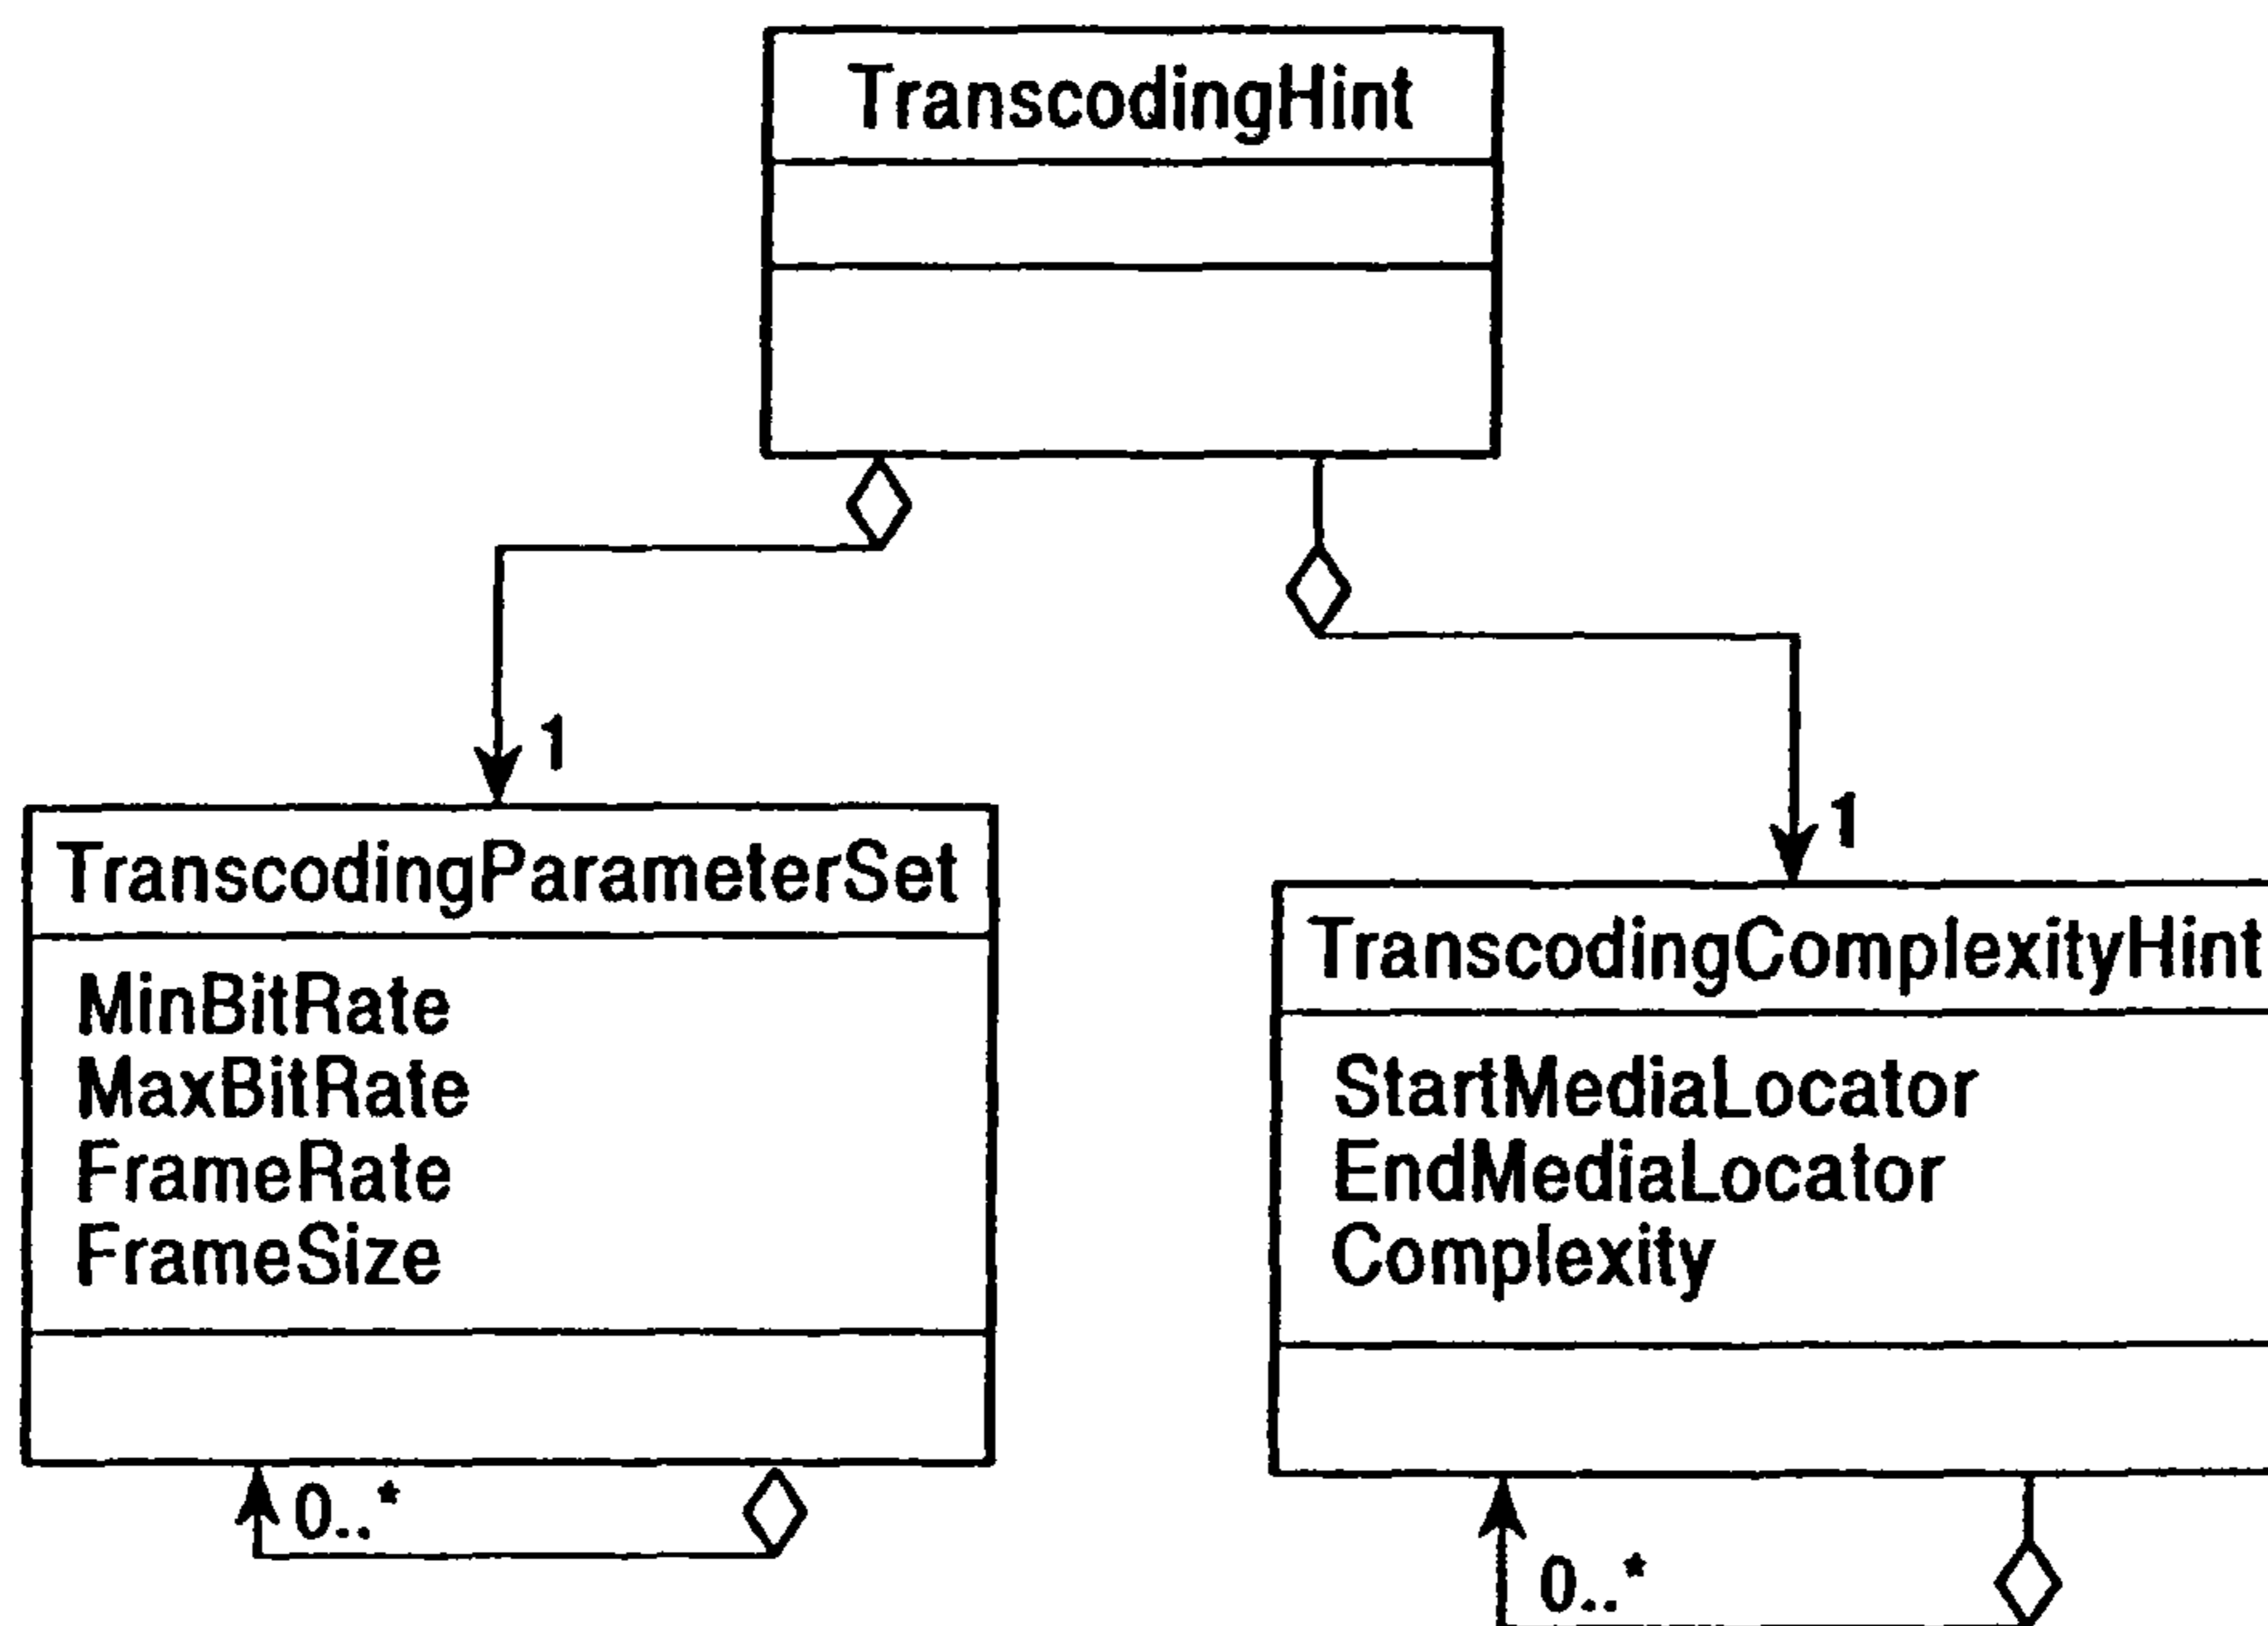 TranscodingHint
1
1
TranscodingParameterSet
MinBitRate
MaxBitRate
FrameRate
FrameSize
0..*
TranscodingComplexityHint
StartMediaLocator
EndMediaLocator
Complexity
0..*